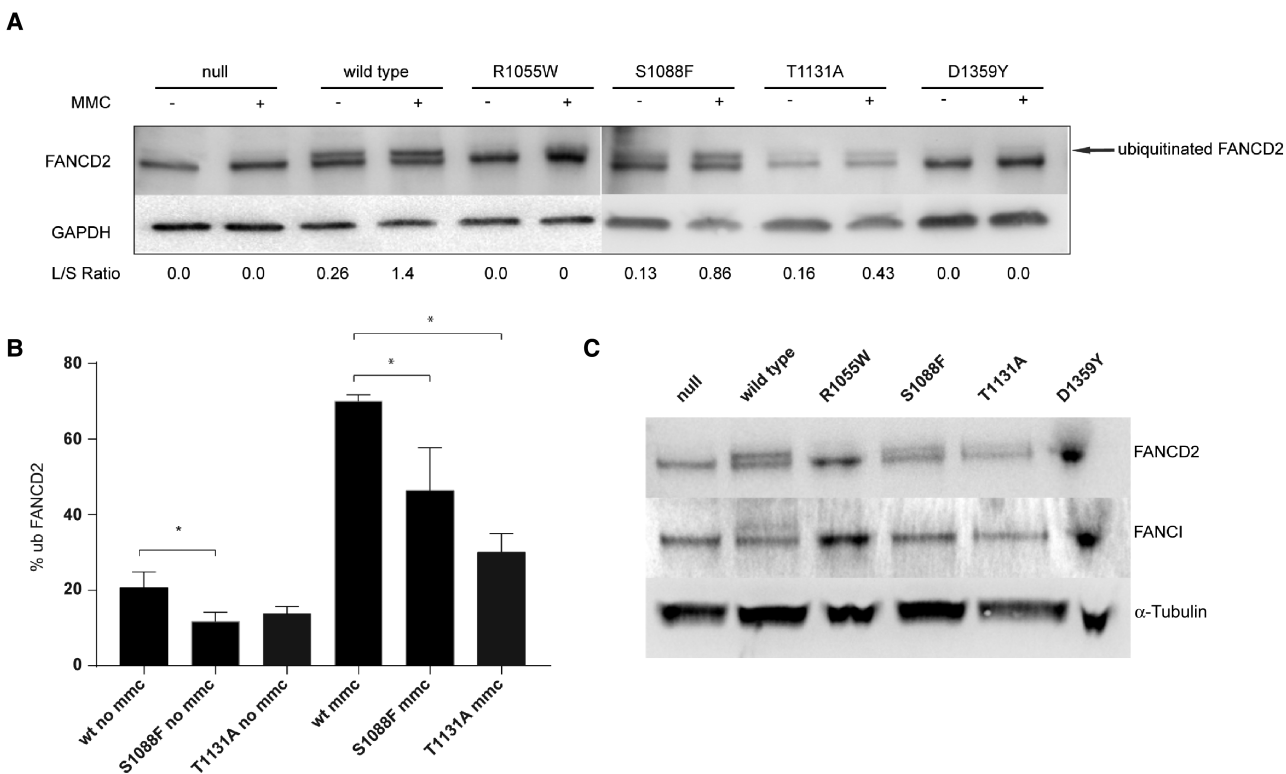 A
null wild type R1055W S1088F T1131A D1359Y
MMC - + - + - + - + - + - +
FANCD2
ubiquitinated FANCD2
GAPDH
L/S Ratio 0.0 0.0 0.26 1.4 0.0 0 0.13 0.86 0.16 0.43 0.0 0.0
B
*
*
*
80
60
40
20
0
% ub FANCD2
wt no mmc
S1088F no mmc
T1131A no mmc
wt mmc
S1088F mmc
T1131A mmc
C
null wild type R1055W S1088F T1131A D1359Y
FANCD2
FANCI
α-Tubulin